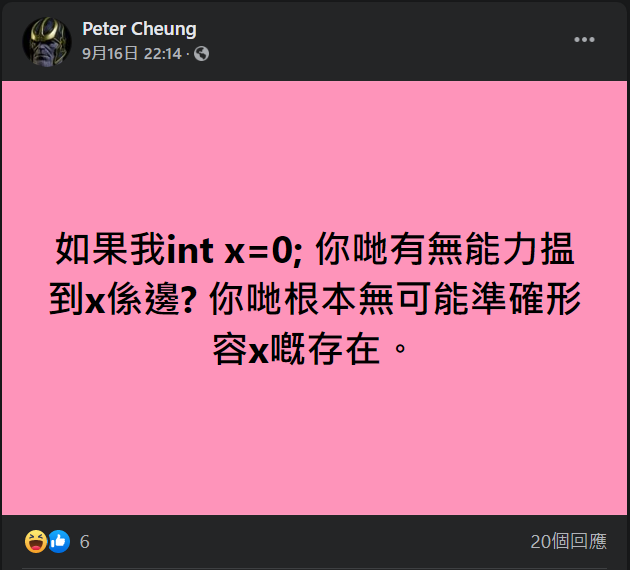 Peter Cheung
9月16日 22:14 ·
如果我int x=0; 你哋有無能力揾
到x係邊? 你哋根本無可能準確形
容x嘅存在。
6
20個回應